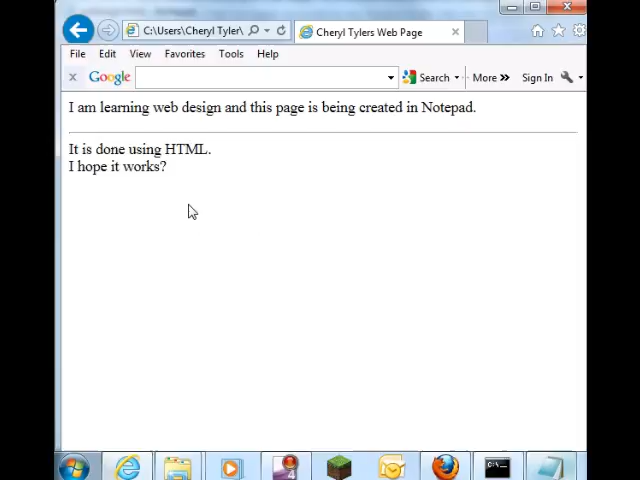 C:\Users\Cheryl Tyler\
Cheryl Tylers Web Page
File Edit View Favorites Tools Help
Google Search More Sign In
I am learning web design and this page is being created in Notepad.
It is done using HTML.
I hope it works?
4
C:\_